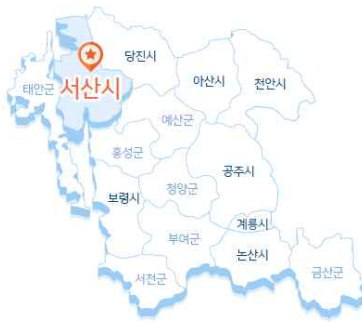 당진시
아산시
천안시
태안군
서산시
예산군
홍성군
공주시
청양군
보령시
계룡시
부여군
논산시
서천군
금산군